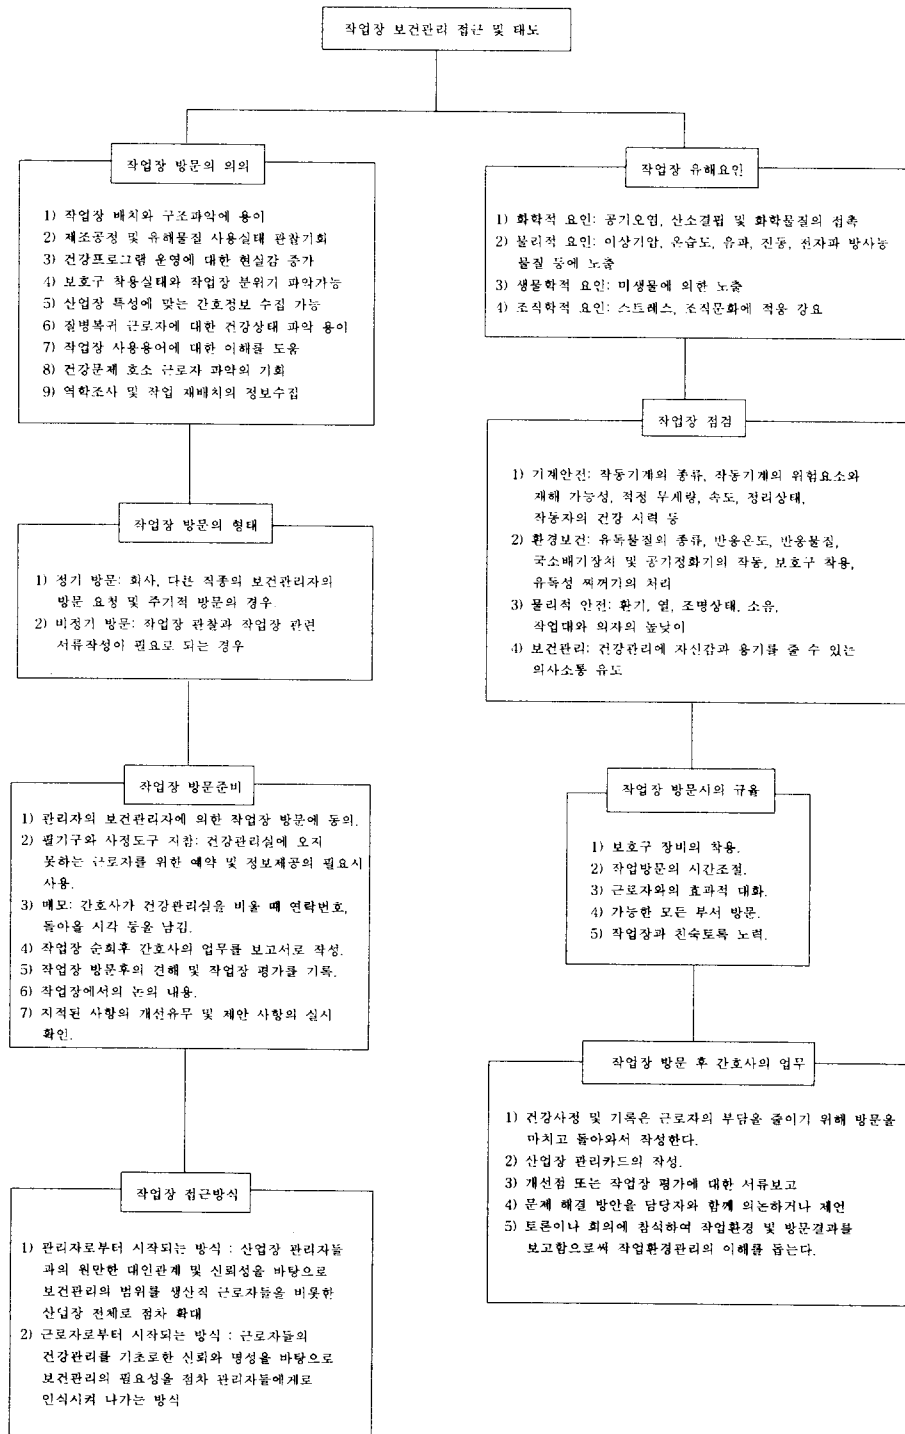 작업장 보건관리 접근 및 태도
작업장 방문의 의의
1) 작업장 배치와 구조파악에 용이
2) 재조공정 및 유해물질 사용실태 관찰기회
3) 건강프로그램 운영에 대한 현실감 증가
4) 보호구 착용실태와 작업장 분위기 파악가능
5) 산업장 특성에 맞는 간호정보 수집 가능
6) 질병복귀 근로자에 대한 건강상태 파악 용이
7) 작업장 사용용어에 대한 이해를 도움
8) 건강문제 호소 근로자 파악의 기회
9) 역학조사 및 작업 재배치의 정보수집
작업장 방문의 형태
1) 정기 방문: 회사, 다른 직종의 보건관리자의
방문 요청 및 주기적 방문의 경우.
2) 비정기 방문: 작업장 관찰과 작업장 관련
서류작성이 필요로 되는 경우
작업장 방문준비
1) 관리자의 보건관리자에 의한 작업장 방문에 동의.
2) 필기구와 사정도구 지참: 건강관리실에 오지
못하는 근로자를 위한 예약 및 정보제공의 필요시
사용.
3) 메모: 간호사가 건강관리실을 비울 때 연락번호,
돌아올 시각 등을 남김.
4) 작업장 순회후 간호사의 업무를 보고서로 작성.
5) 작업장 방문후의 견해 및 작업장 평가를 기록.
6) 작업장에서의 논의 내용.
7) 지적된 사항의 개선유무 및 제안 사항의 실시
확인.
작업장 접근방식
1) 관리자로부터 시작되는 방식 : 산업장 관리자들
과의 원만한 대인관계 및 신뢰성을 바탕으로
보건관리의 범위를 생산직 근로자들을 비롯한
산업장 전체로 점차 확대
2) 근로자로부터 시작되는 방식 : 근로자들의
건강관리를 기초로한 신뢰와 명성을 바탕으로
보건관리의 필요성을 점차 관리자들에게로
인식시켜 나가는 방식
작업장 유해요인
1) 화학적 요인: 공기오염, 산소결핍 및 화학물질의 접촉
2) 물리적 요인: 이상기압, 온습도, 음파, 진동, 전자파 방사능
물질 등에 노출
3) 생물학적 요인: 미생물에 의한 노출
4) 조직학적 요인: 스트레스, 조직문화에 적응 강요
작업장 점검
1) 기계안전: 작동기계의 종류, 작동기계의 위험요소와
재해 가능성, 적정 무게량, 속도, 정리상태,
작동자의 건강 시력 등
2) 환경보건: 유독물질의 종류, 반응온도, 반응물질,
국소배기장치 및 공기정화기의 작동, 보호구 착용,
유독성 찌꺼기의 처리
3) 물리적 안전: 환기, 열, 조명상태, 소음,
작업대와 의자의 높낮이
4) 보건관리: 건강관리에 자신감과 용기를 줄 수 있는
의사소통 유도
작업장 방문시의 규율
1) 보호구 장비의 착용.
2) 작업방문의 시간조절.
3) 근로자와의 효과적 대화.
4) 가능한 모든 부서 방문.
5) 작업장과 친숙토록 노력.
작업장 방문 후 간호사의 업무
1) 건강사정 및 기록은 근로자의 부담을 줄이기 위해 방문을
마치고 돌아와서 작성한다.
2) 산업장 관리카드의 작성.
3) 개선점 또는 작업장 평가에 대한 서류보고
4) 문제 해결 방안을 담당자와 함께 의논하거나 제언
5) 토론이나 회의에 참석하여 작업환경 및 방문결과를
보고함으로써 작업환경관리의 이해를 돕는다.